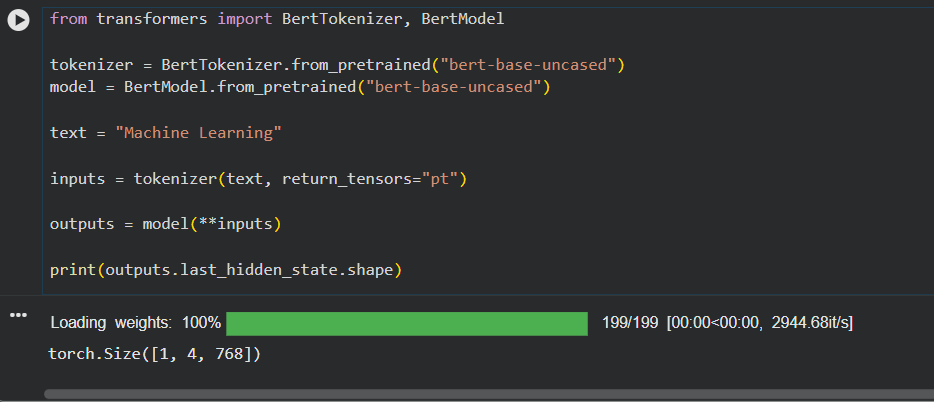 from transformers import BertTokenizer, BertModel
tokenizer = BertTokenizer.from_pretrained("bert-base-uncased")
model = BertModel.from_pretrained("bert-base-uncased")
text = "Machine Learning"
inputs = tokenizer(text, return_tensors="pt")
outputs = model(**inputs)
print(outputs.last_hidden_state.shape)
Loading weights: 100% 199/199 [00:00<00:00, 2944.68it/s]
torch.Size([1, 4, 768])